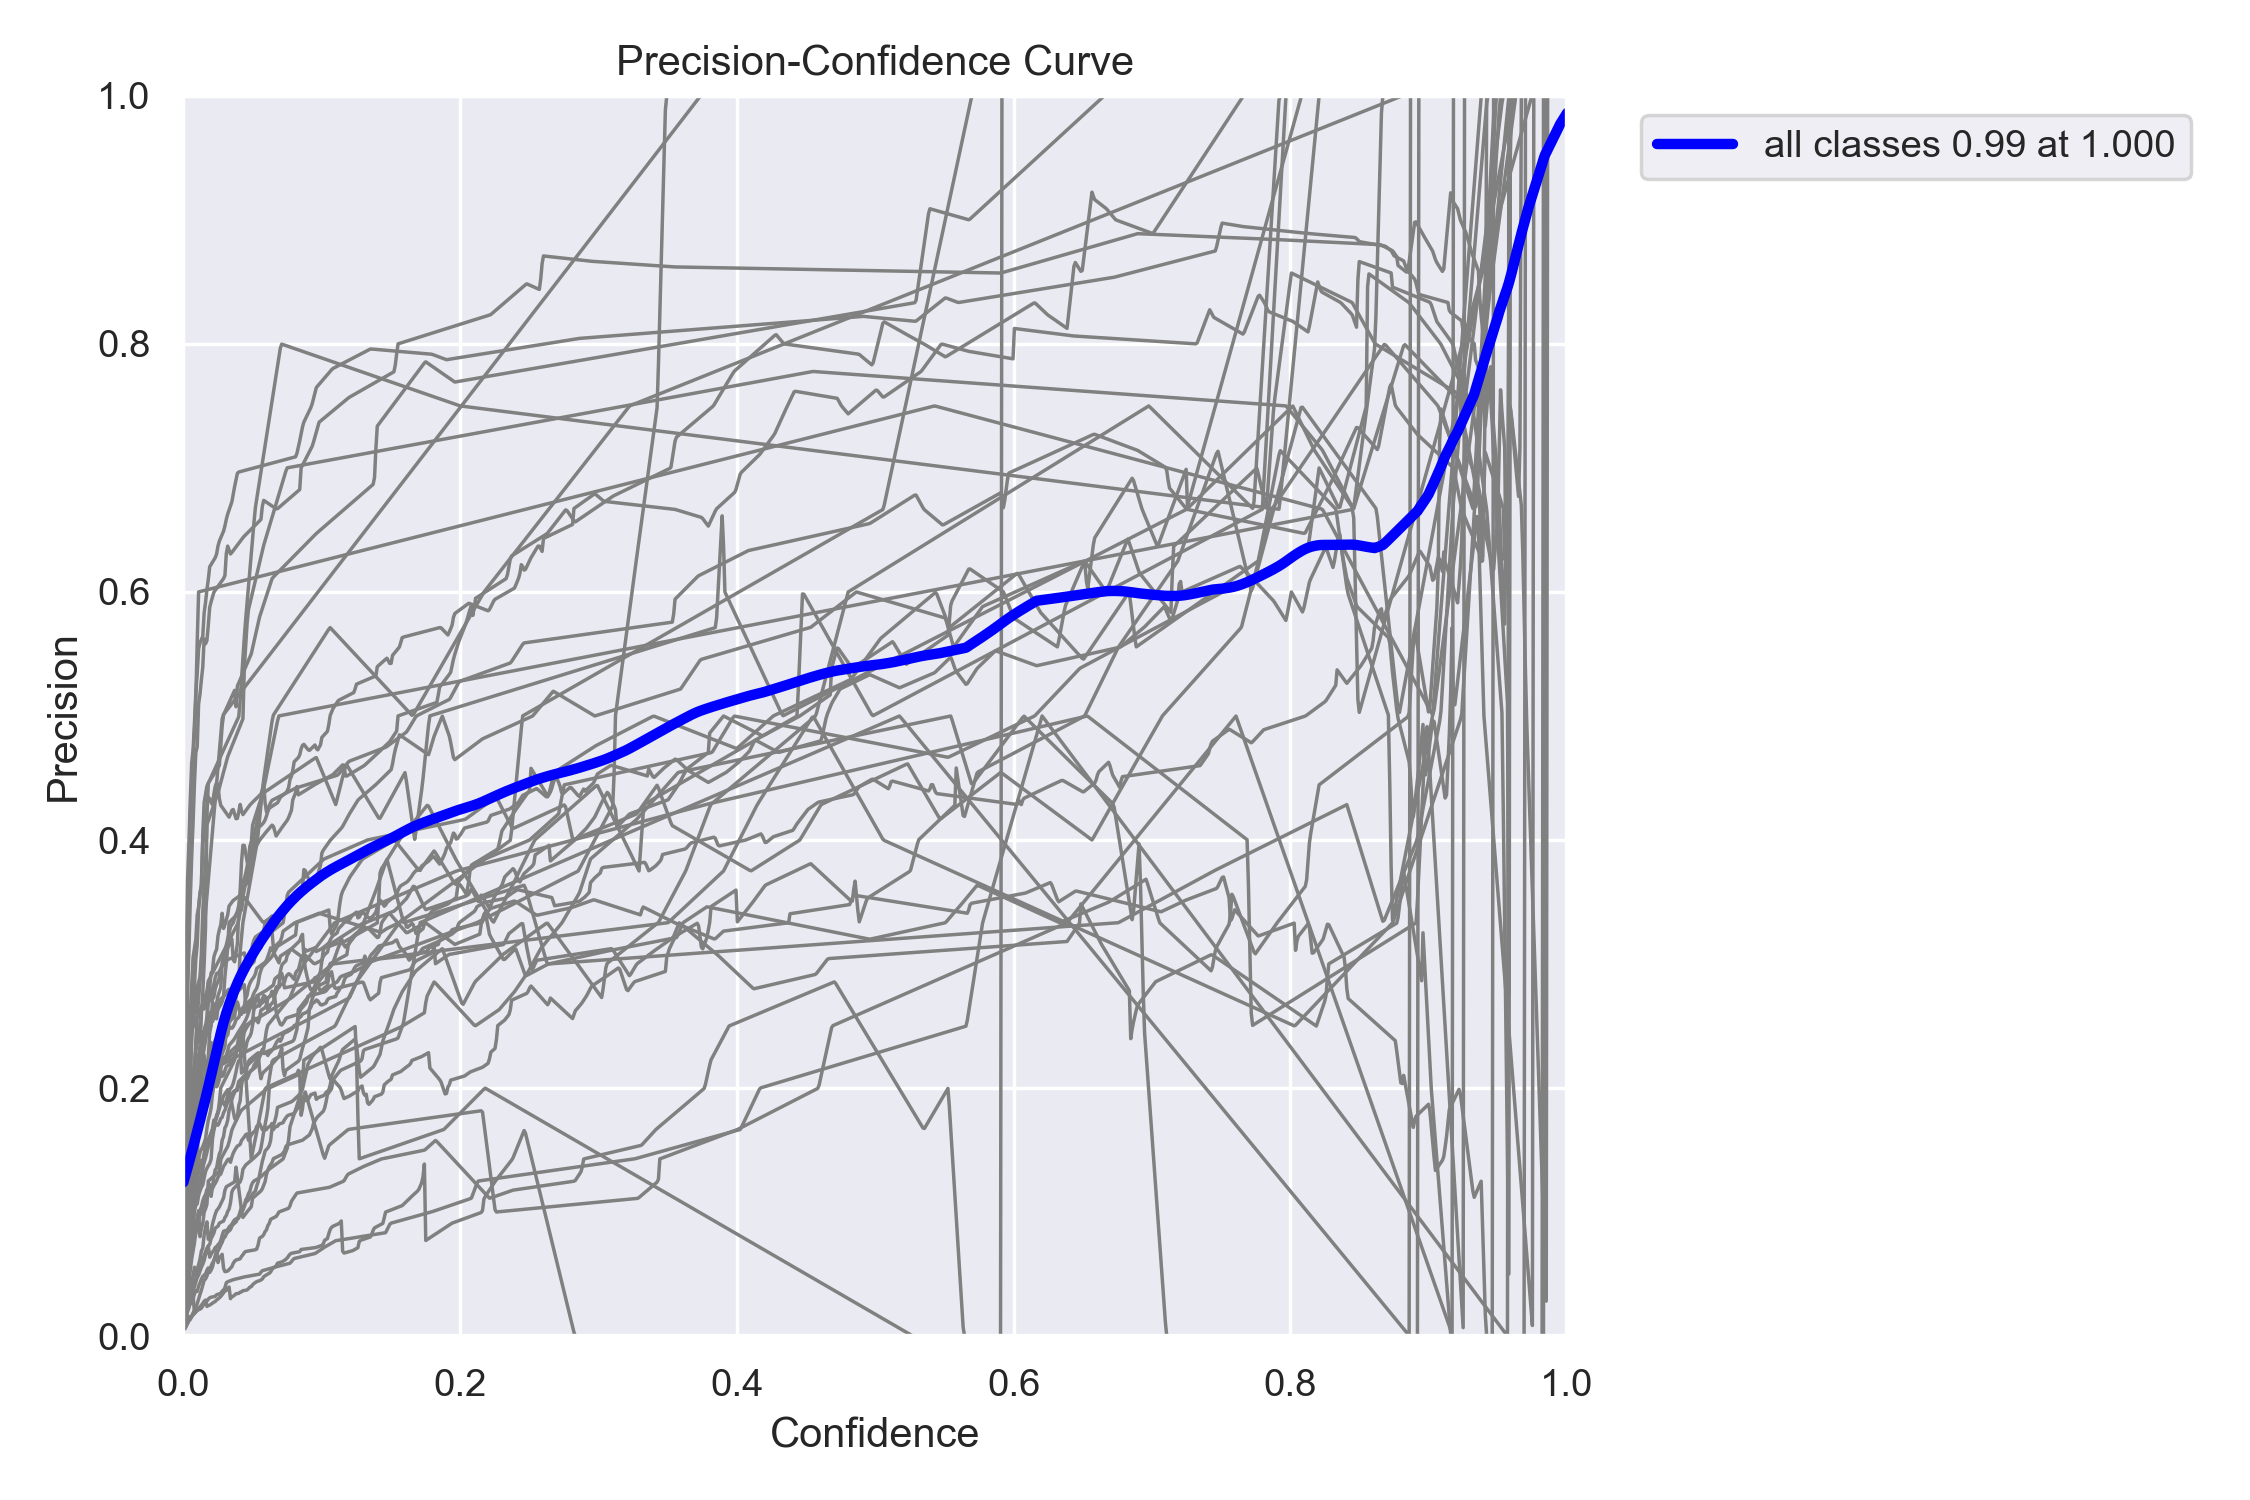 Precision-Confidence Curve
all classes 0.99 at 1.000
1.0
0.8
0.6
0.4
0.2
0.0
Precision
0.0 0.2 0.4 0.6 0.8 1.0
Confidence